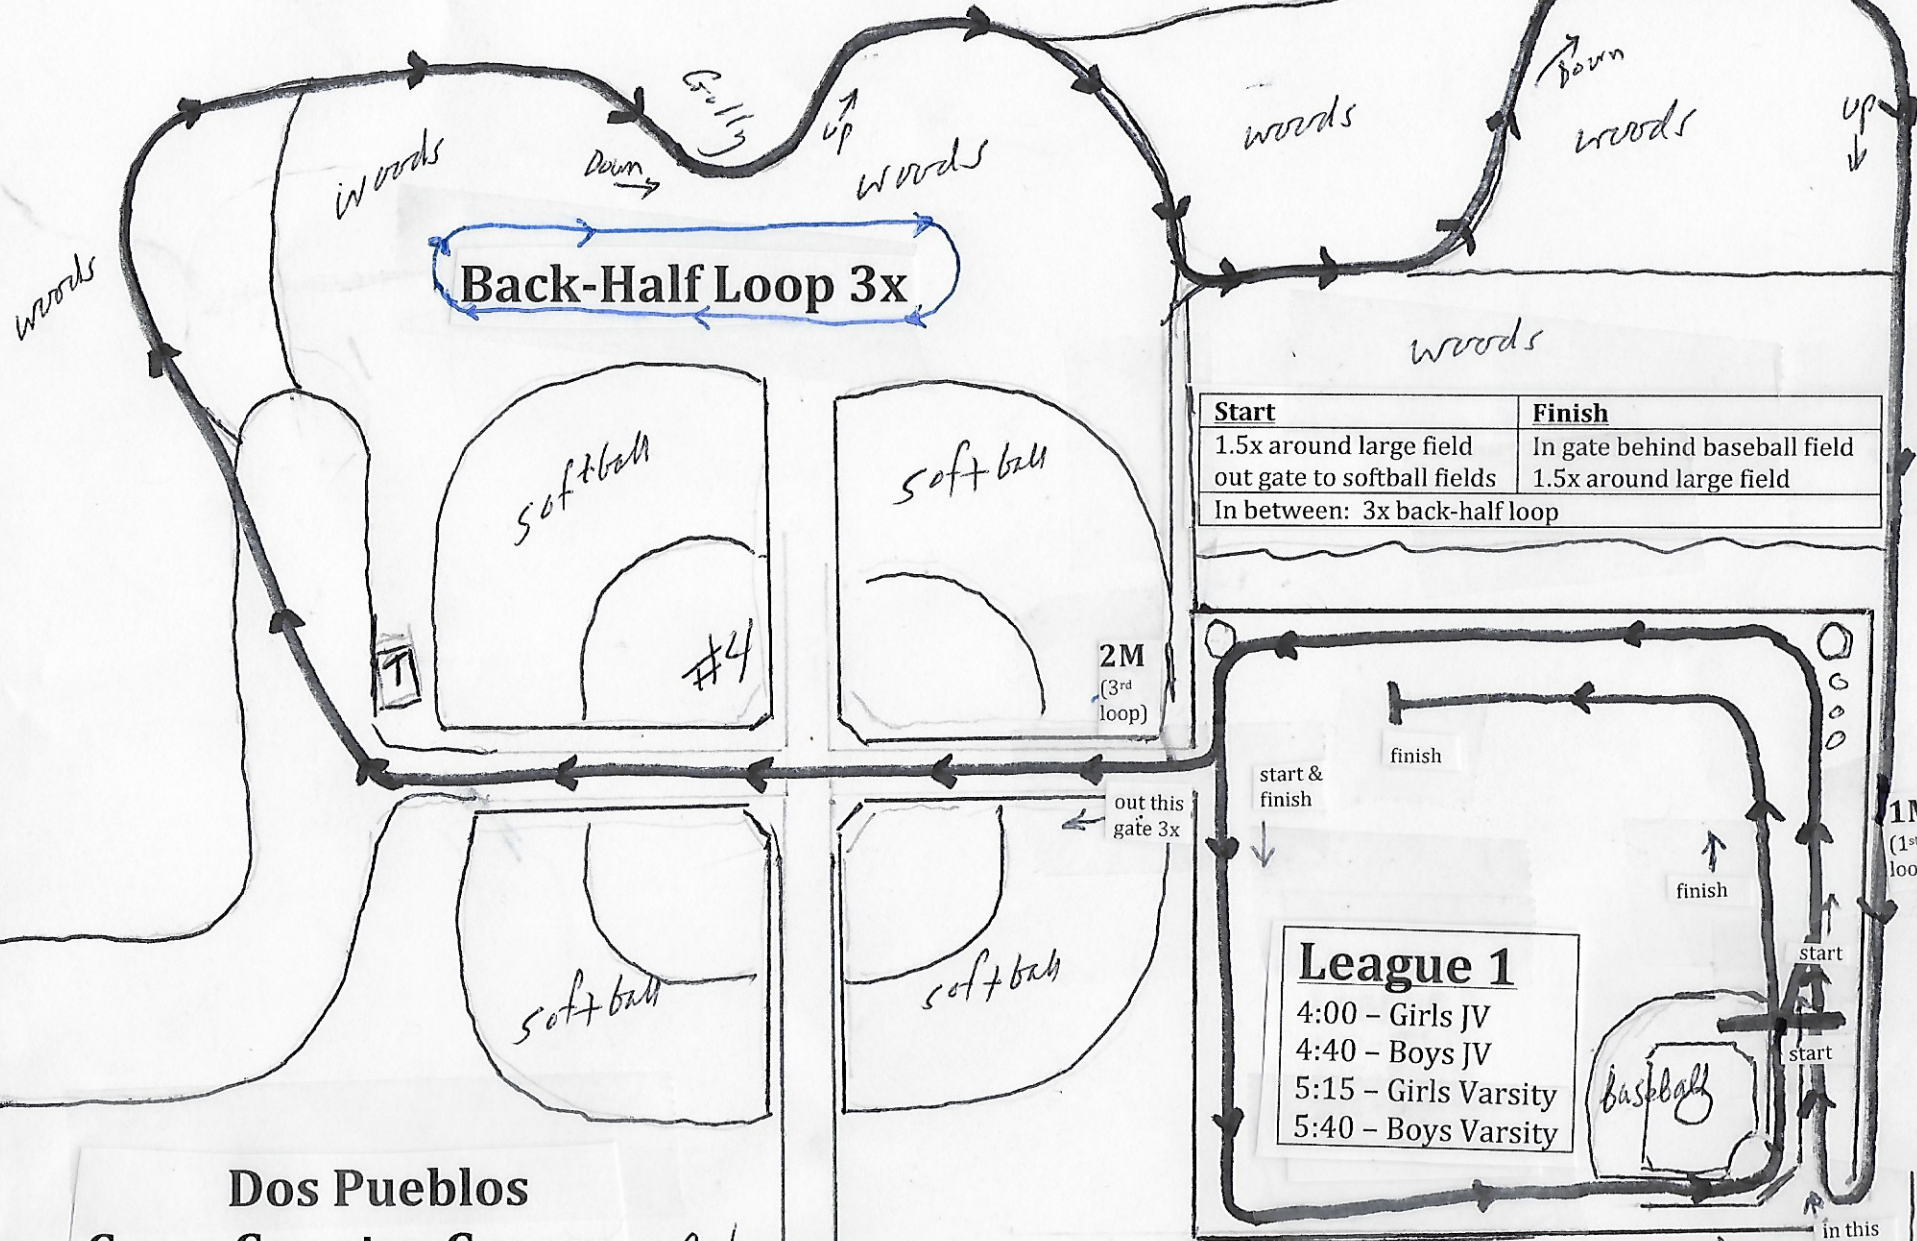 Gully
Down
up
woods
woods
woods
woods
Down
woods
up
woods
Back-Half Loop 3x
Start
Finish
1.5x around large field
out gate to softball fields
In gate behind baseball field
1.5x around large field
In between: 3x back-half loop
softball
softball
#4
T
2M
(3rd
loop)
finish
start &
finish
out this
gate 3x
1M
(1st
loo
finish
start
start
League 1
4:00 – Girls JV
4:40 – Boys JV
5:15 – Girls Varsity
5:40 – Boys Varsity
baseball
softball
softball
Dos Pueblos
in this